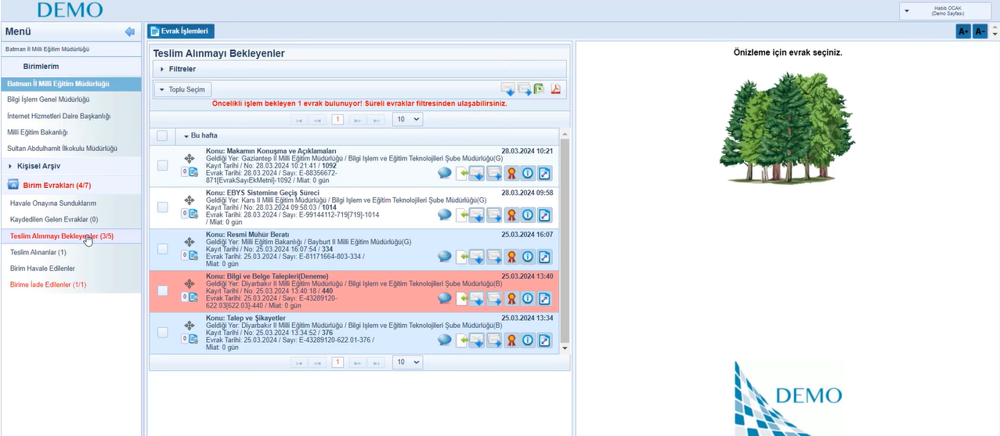 DEMO
Habib OCAK
(Demo Sayfası)
Menü
Batman İl Milli Eğitim Müdürlüğü
Birimlerim
Batman İl Milli Eğitim Müdürlüğü
Bilgi İşlem Genel Müdürlüğü
İnternet Hizmetleri Daire Başkanlığı
Milli Eğitim Bakanlığı
Sultan Abdulhamit İlkokulu Müdürlüğü
Kişisel Arşiv
Birim Evrakları (4/7)
Havale Onayına Sunduklarım
Kaydedilen Gelen Evraklar (0)
Teslim Alınmayı Bekleyenler (3/5)
Teslim Alınanlar (1)
Birim Havale Edilenler
Birime İade Edilenler (1/1)
Evrak İşlemleri
A+ A-
Teslim Alınmayı Bekleyenler
Filtreler
Toplu Seçim
Öncelikli işlem bekleyen 1 evrak bulunuyor! Süreli evraklar filtresinden ulaşabilirsiniz.
1 10
Bu hafta
Konu: Makamın Konuşma ve Açıklamaları 28.03.2024 10:21
Geldiği Yer: Gaziantep İl Milli Eğitim Müdürlüğü / Bilgi İşlem ve Eğitim Teknolojileri Şube Müdürlüğü(G)
Kayıt Tarihi / No: 28.03.2024 10:21:41 / 1092
0 Evrak Tarihi: 28.03.2024 / Sayı: E-88356672-
871[EvrakSayıEkMetni]-1092 / Miat: 0 gün
Konu: EBYS Sistemine Geçiş Süreci 28.03.2024 09:58
Geldiği Yer: Kars İl Milli Eğitim Müdürlüğü / Bilgi İşlem ve Eğitim Teknolojileri Şube Müdürlüğü(G)
Kayıt Tarihi / No: 28.03.2024 09:58:03 / 1014
0 Evrak Tarihi: 28.03.2024 / Sayı: E-99144112-719[719]-1014
/ Miat: 0 gün
Konu: Resmi Mühür Beratı 25.03.2024 16:07
Geldiği Yer: Milli Eğitim Bakanlığı / Bayburt İl Milli Eğitim Müdürlüğü(G)
Kayıt Tarihi / No: 25.03.2024 16:07:54 / 334
0 Evrak Tarihi: 25.03.2024 / Sayı: E-81171664-803-334 /
Miat: 0 gün
Konu: Bilgi ve Belge Talepleri(Deneme) 25.03.2024 13:40
Geldiği Yer: Diyarbakır İl Milli Eğitim Müdürlüğü / Bilgi İşlem ve Eğitim Teknolojileri Şube Müdürlüğü(B)
Kayıt Tarihi / No: 25.03.2024 13:40:18 / 440
0 Evrak Tarihi: 25.03.2024 / Sayı: E-43289120-
622.03[622.03]-440 / Miat: 0 gün
Konu: Talep ve Şikayetler 25.03.2024 13:34
Geldiği Yer: Diyarbakır İl Milli Eğitim Müdürlüğü / Bilgi İşlem ve Eğitim Teknolojileri Şube Müdürlüğü(B)
Kayıt Tarihi / No: 25.03.2024 13:34:52 / 376
0 Evrak Tarihi: 25.03.2024 / Sayı: E-43289120-622.01-376 /
Miat: 0 gün
1 10
Önizleme için evrak seçiniz.
DEMO